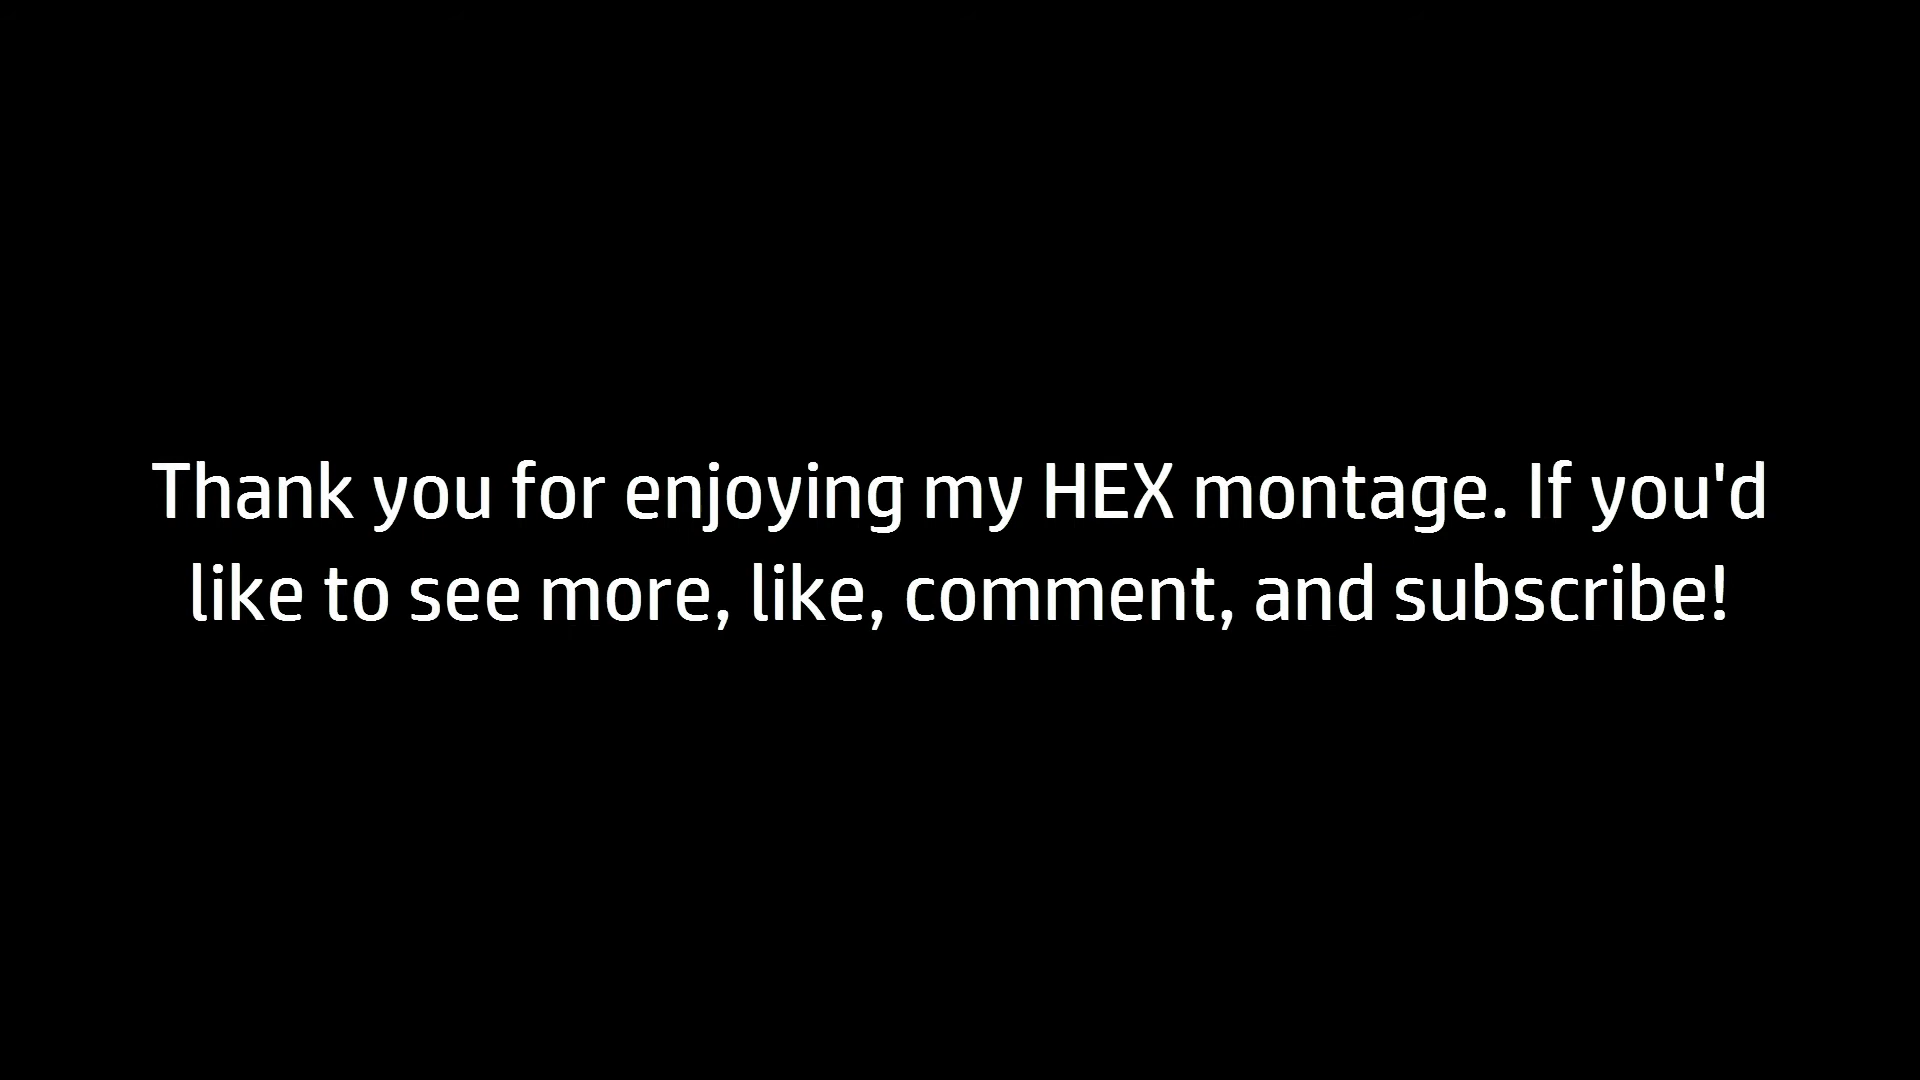 Thank you for enjoying my HEX montage. If you'd
like to see more, like, comment, and subscribe!